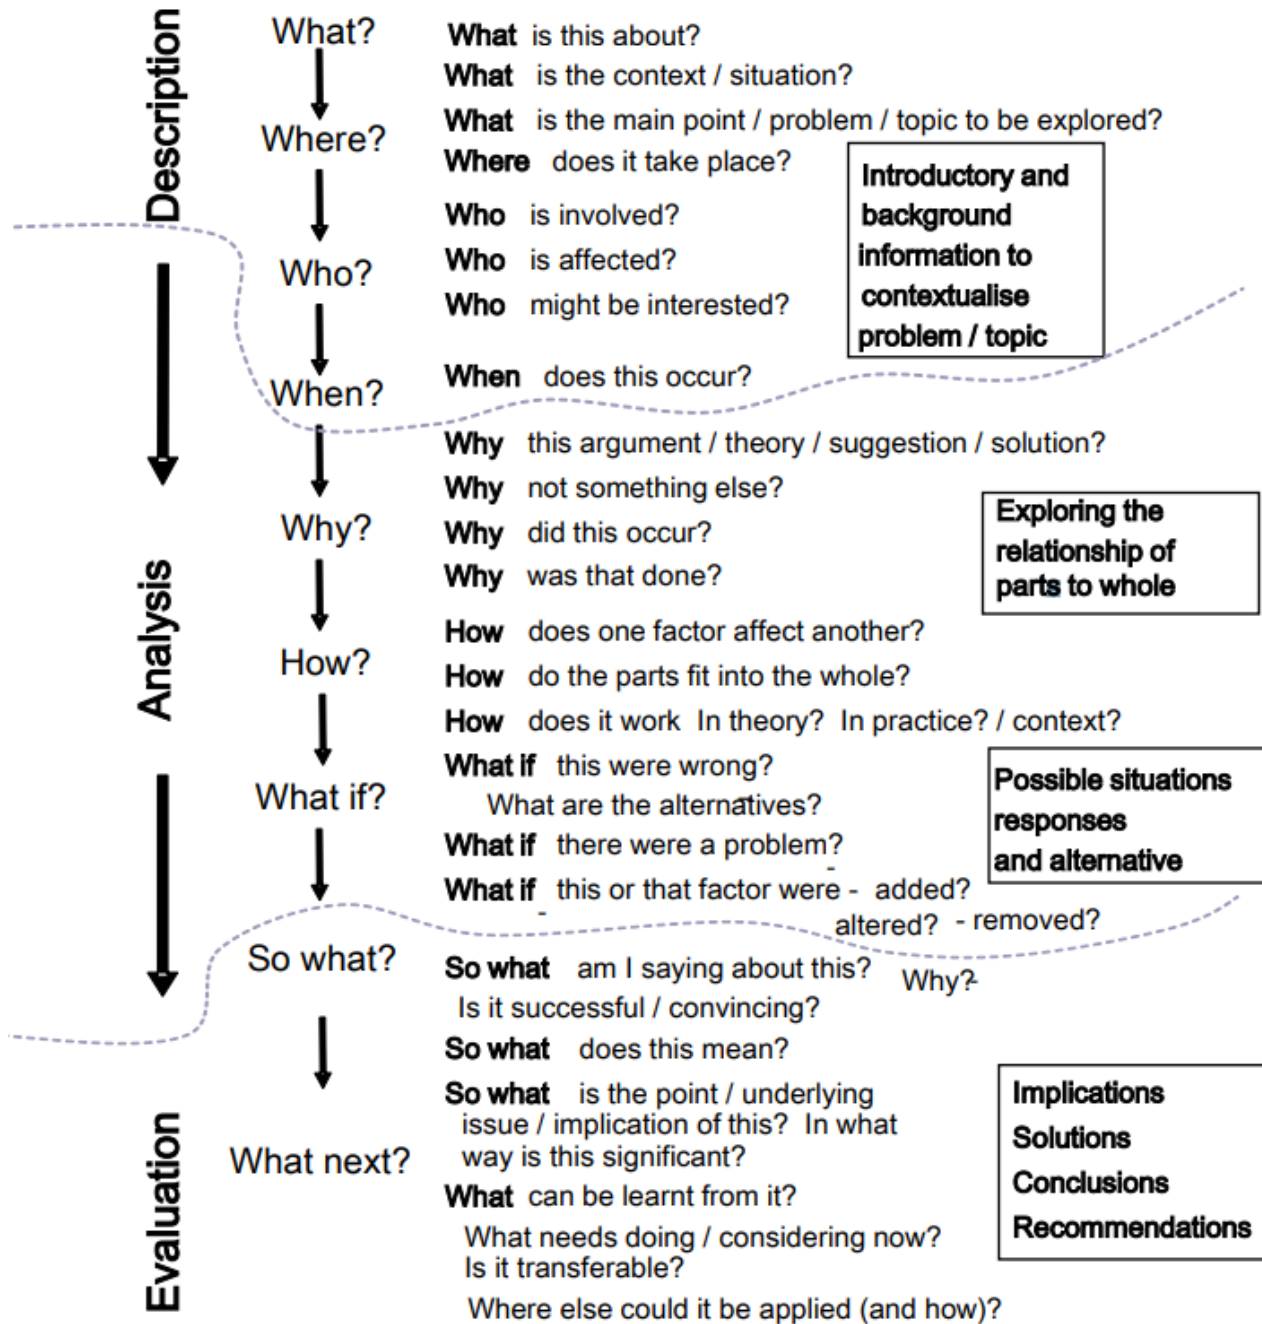 Description
What?
What is this about?
What is the context / situation?
What is the main point / problem / topic to be explored?
Where?
Where does it take place?
Introductory and
background
information to
contextualise
problem / topic
Who is involved?
Who?
Who is affected?
Who might be interested?
When?
When does this occur?
Analysis
Why this argument / theory / suggestion / solution?
Why not something else?
Why?
Why did this occur?
Why was that done?
Exploring the
relationship of
parts to whole
How does one factor affect another?
How?
How do the parts fit into the whole?
How does it work In theory? In practice? / context?
What if this were wrong?
What if?
What are the alternatives?
What if there were a problem?
What if this or that factor were - added?
altered? - removed?
Possible situations
responses
and alternative
Evaluation
So what?
So what am I saying about this? Why?-
Is it successful / convincing?
So what does this mean?
So what is the point / underlying
issue / implication of this? In what
way is this significant?
What next?
What can be learnt from it?
What needs doing / considering now?
Is it transferable?
Where else could it be applied (and how)?
Implications
Solutions
Conclusions
Recommendations